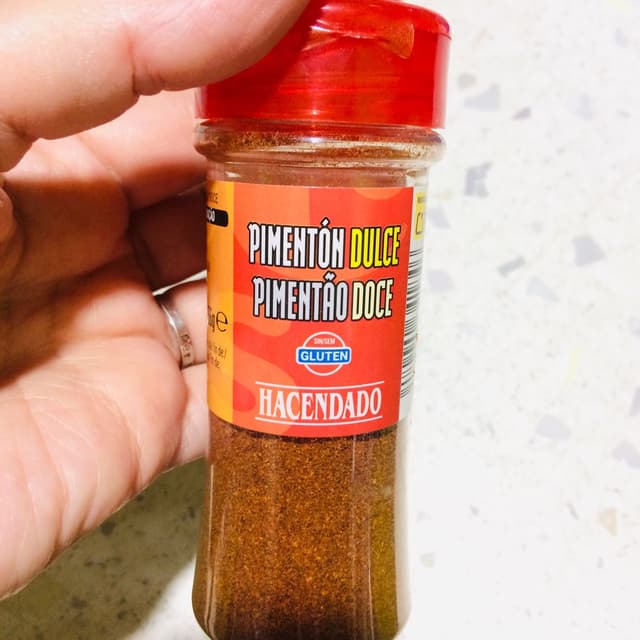 PIMENTÓN DULCE
PIMENTÃO DOCE
SIN/SEM
GLUTEN
HACENDADO